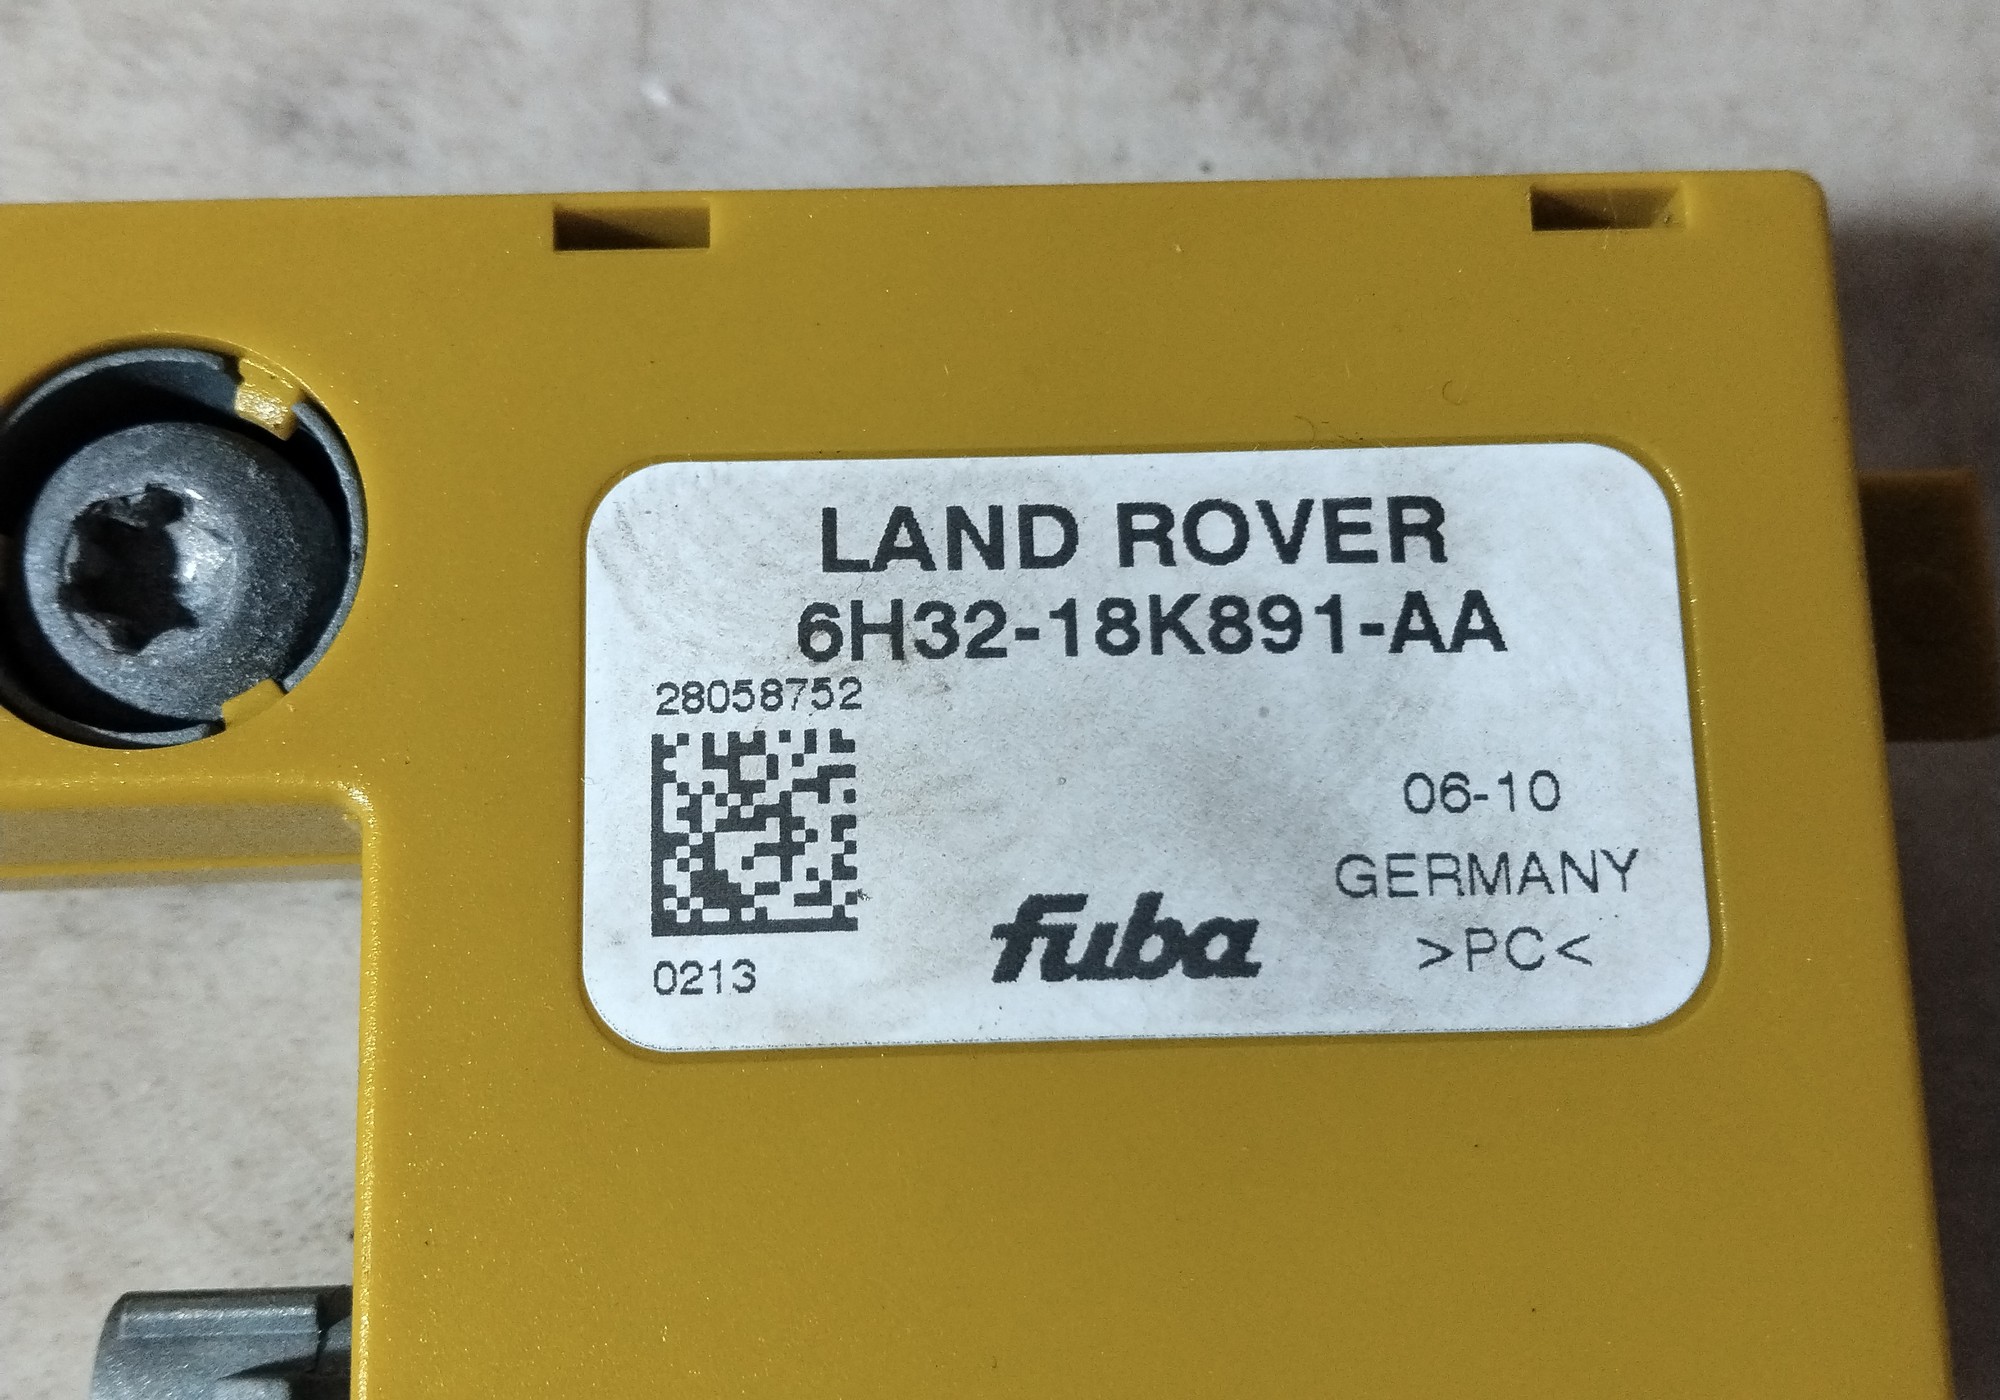 LAND ROVER
6H32-18K891-AA
28058752
06-10
GERMANY
fuba
>PC<
0213